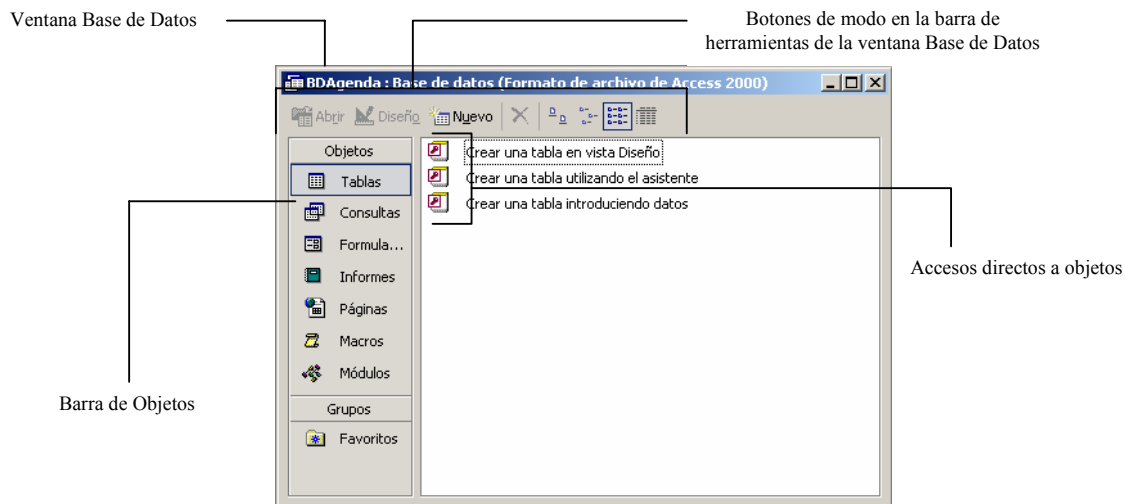 Ventana Base de Datos
Botones de modo en la barra de
herramientas de la ventana Base de Datos
BDAgenda : Base de datos (Formato de archivo de Access 2000)
Abrir Diseño Nuevo
Objetos
Tablas
Consultas
Formula...
Informes
Páginas
Macros
Módulos
Grupos
Favoritos
Crear una tabla en vista Diseño
Crear una tabla utilizando el asistente
Crear una tabla introduciendo datos
Accesos directos a objetos
Barra de Objetos